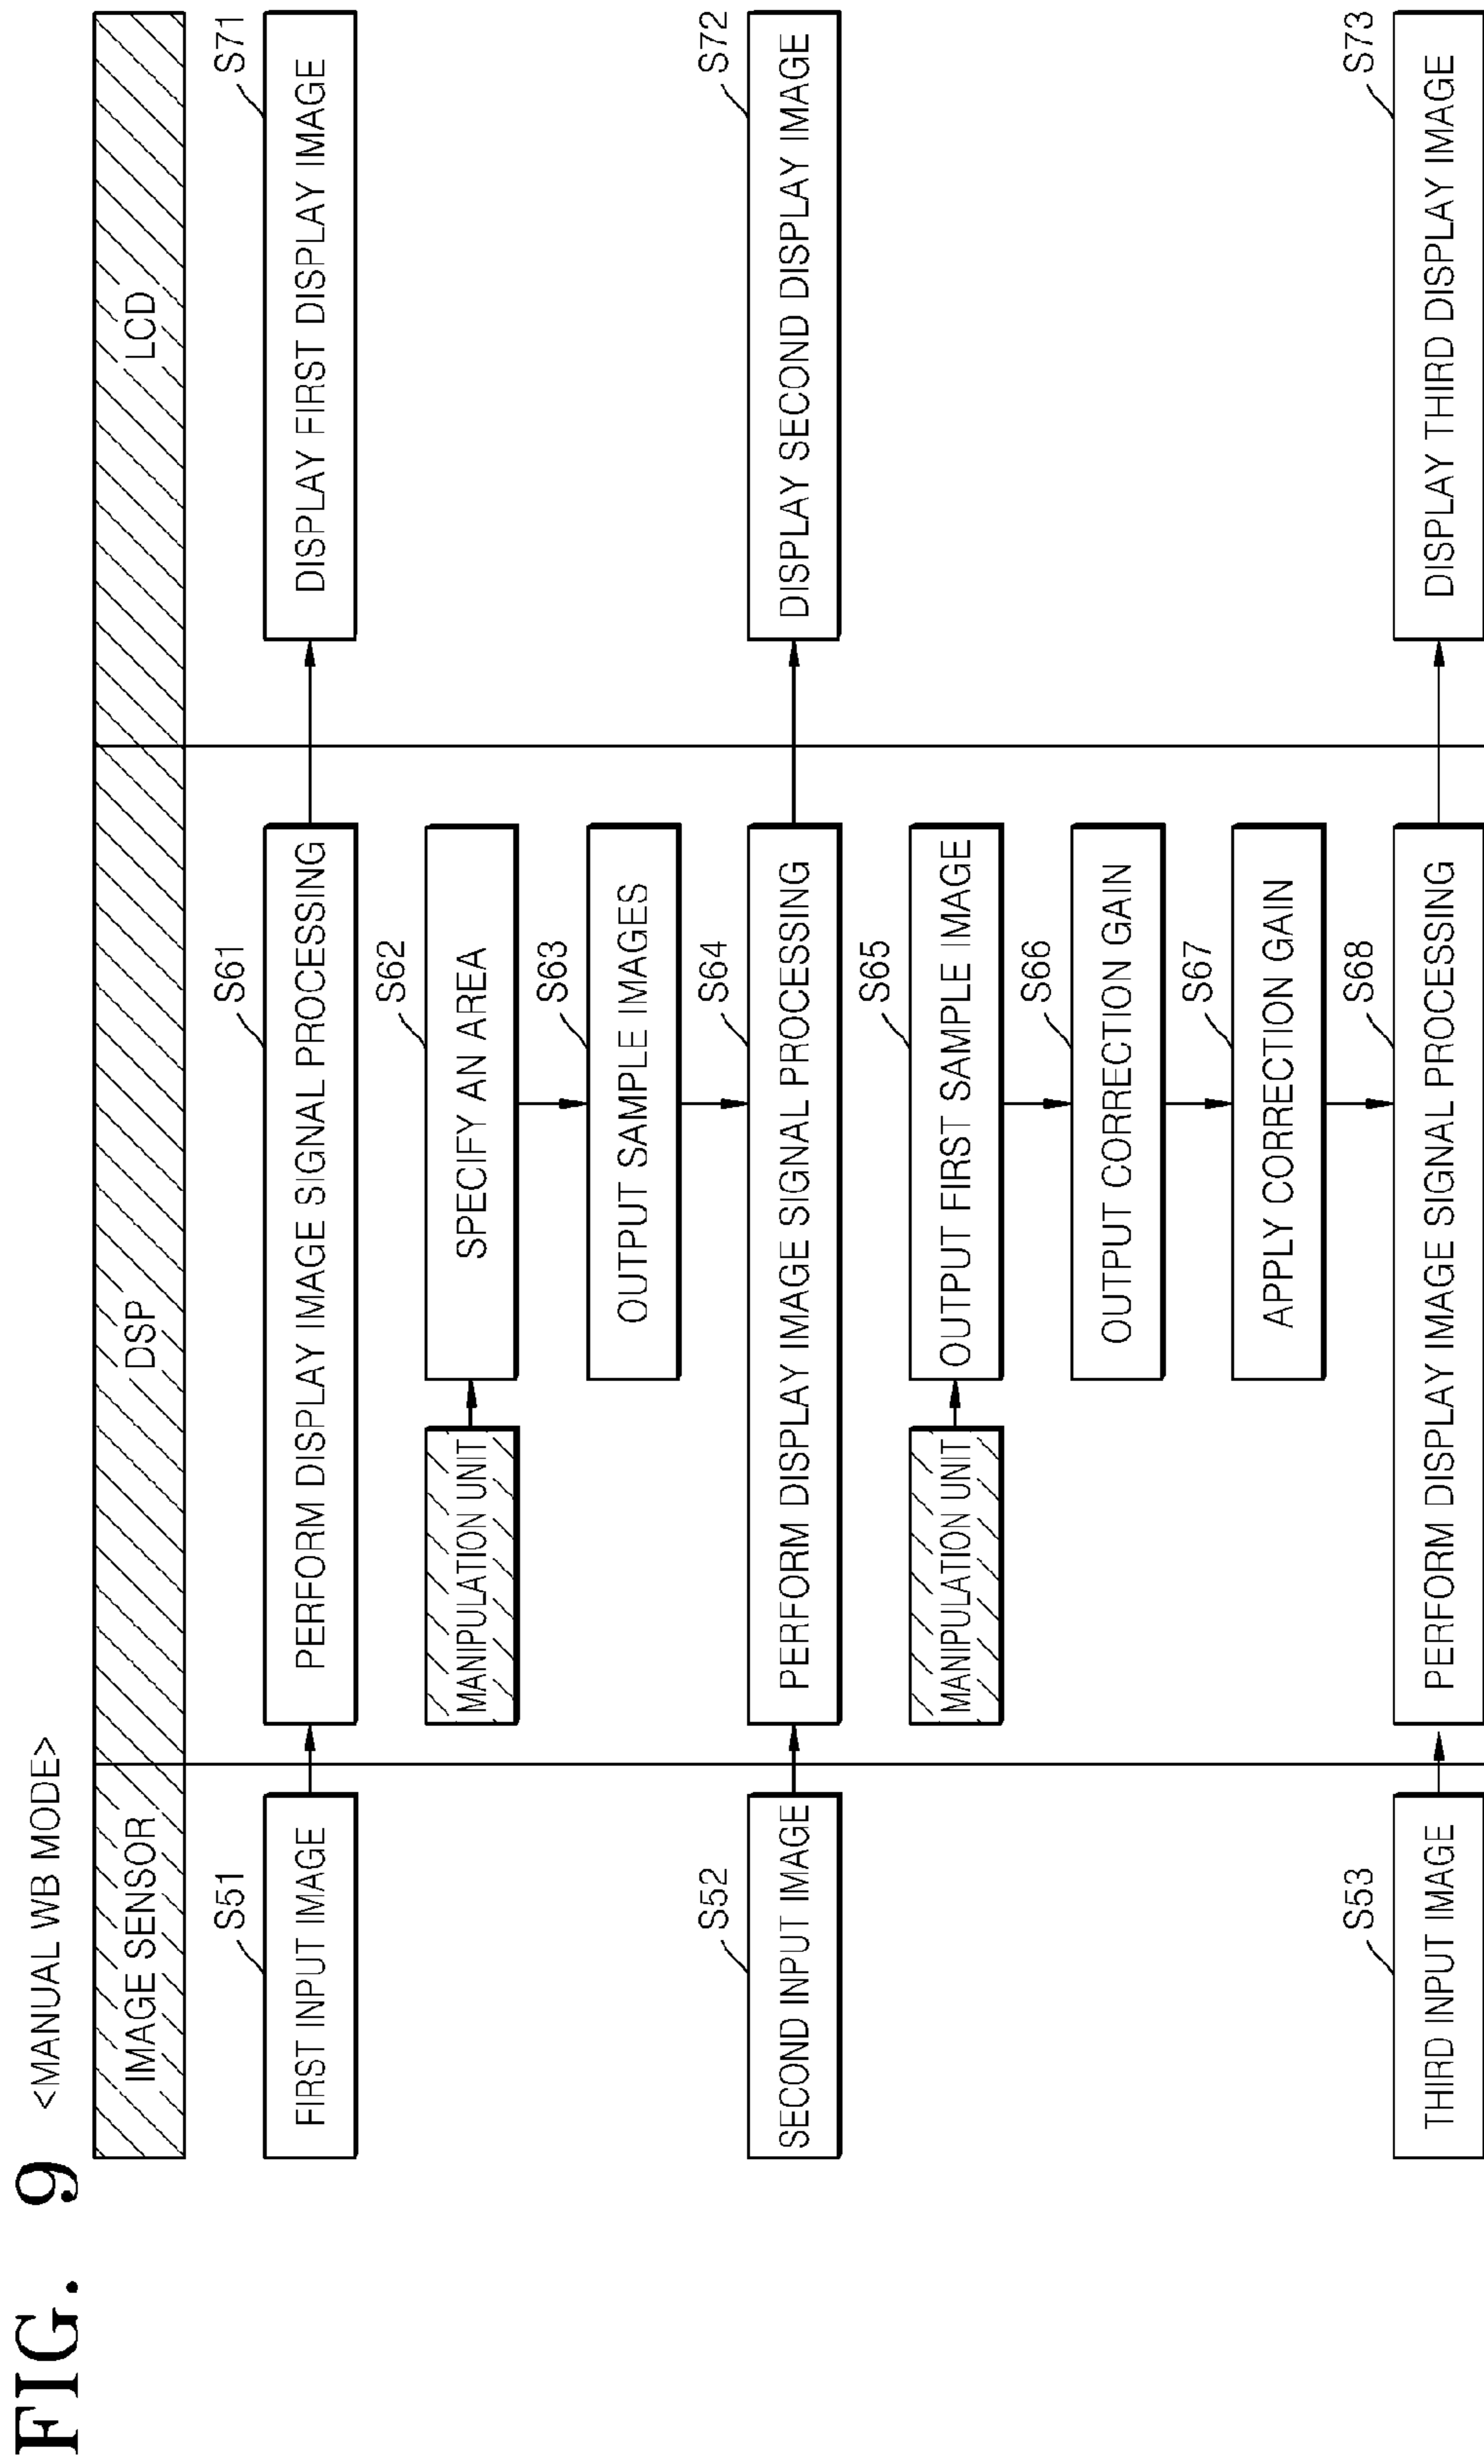 FIG. 9
<MANUAL WB MODE>
IMAGE SENSOR
DSP
LCD
S51
S61
S71
FIRST INPUT IMAGE
PERFORM DISPLAY IMAGE SIGNAL PROCESSING
DISPLAY FIRST DISPLAY IMAGE
S62
MANIPULATION UNIT
SPECIFY AN AREA
S63
OUTPUT SAMPLE IMAGES
S52
S64
S72
SECOND INPUT IMAGE
PERFORM DISPLAY IMAGE SIGNAL PROCESSING
DISPLAY SECOND DISPLAY IMAGE
S65
MANIPULATION UNIT
OUTPUT FIRST SAMPLE IMAGE
S66
OUTPUT CORRECTION GAIN
S67
APPLY CORRECTION GAIN
S53
S68
S73
THIRD INPUT IMAGE
PERFORM DISPLAY IMAGE SIGNAL PROCESSING
DISPLAY THIRD DISPLAY IMAGE